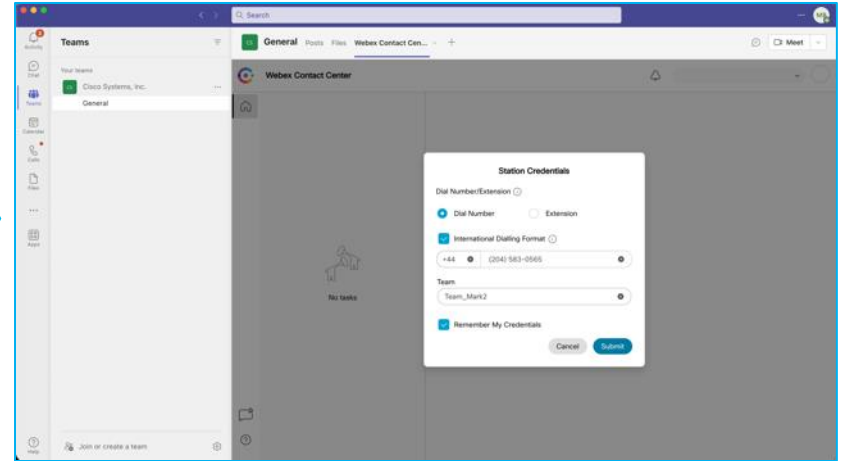 Search
MB
Activity
Chat
Teams
Calendar
Calls
Files
Apps
Help
Teams
Your teams
Cisco Systems, Inc.
General
Join or create a team
General Posts Files Webex Contact Cen...
Meet
Webex Contact Center
No tasks
Station Credentials
Dial Number/Extension
Dial Number Extension
International Dialling Format
+44 (204) 583-0565
Team
Team_Mark2
Remember My Credentials
Cancel Submit